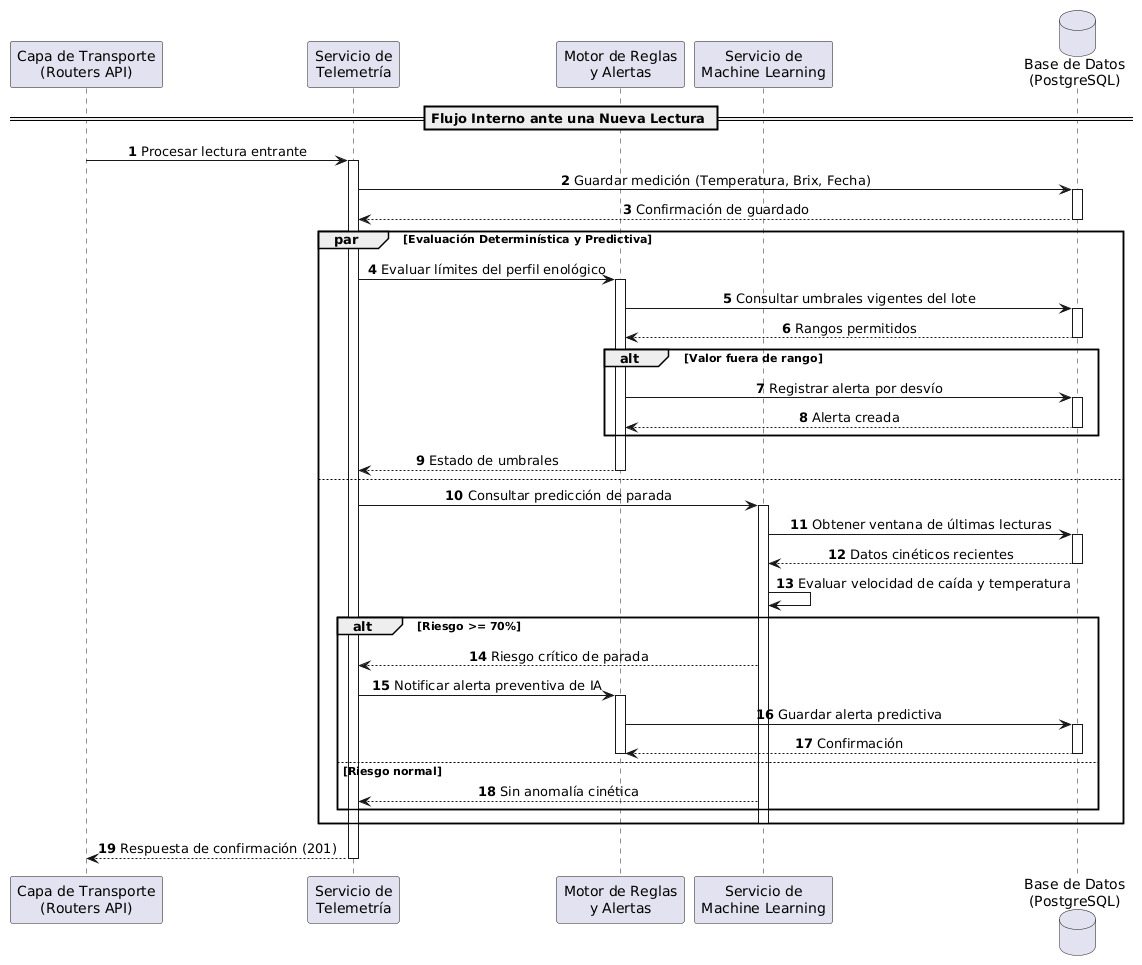 Capa de Transporte
(Routers API)
Servicio de
Telemetría
Motor de Reglas
y Alertas
Servicio de
Machine Learning
Base de Datos
(PostgreSQL)
Flujo Interno ante una Nueva Lectura
1 Procesar lectura entrante
2 Guardar medición (Temperatura, Brix, Fecha)
3 Confirmación de guardado
par [Evaluación Determinística y Predictiva]
4 Evaluar límites del perfil enológico
5 Consultar umbrales vigentes del lote
6 Rangos permitidos
alt [Valor fuera de rango]
7 Registrar alerta por desvío
8 Alerta creada
9 Estado de umbrales
10 Consultar predicción de parada
11 Obtener ventana de últimas lecturas
12 Datos cinéticos recientes
13 Evaluar velocidad de caída y temperatura
alt [Riesgo >= 70%]
14 Riesgo crítico de parada
15 Notificar alerta preventiva de IA
16 Guardar alerta predictiva
17 Confirmación
[Riesgo normal]
18 Sin anomalía cinética
19 Respuesta de confirmación (201)
Capa de Transporte
(Routers API)
Servicio de
Telemetría
Motor de Reglas
y Alertas
Servicio de
Machine Learning
Base de Datos
(PostgreSQL)